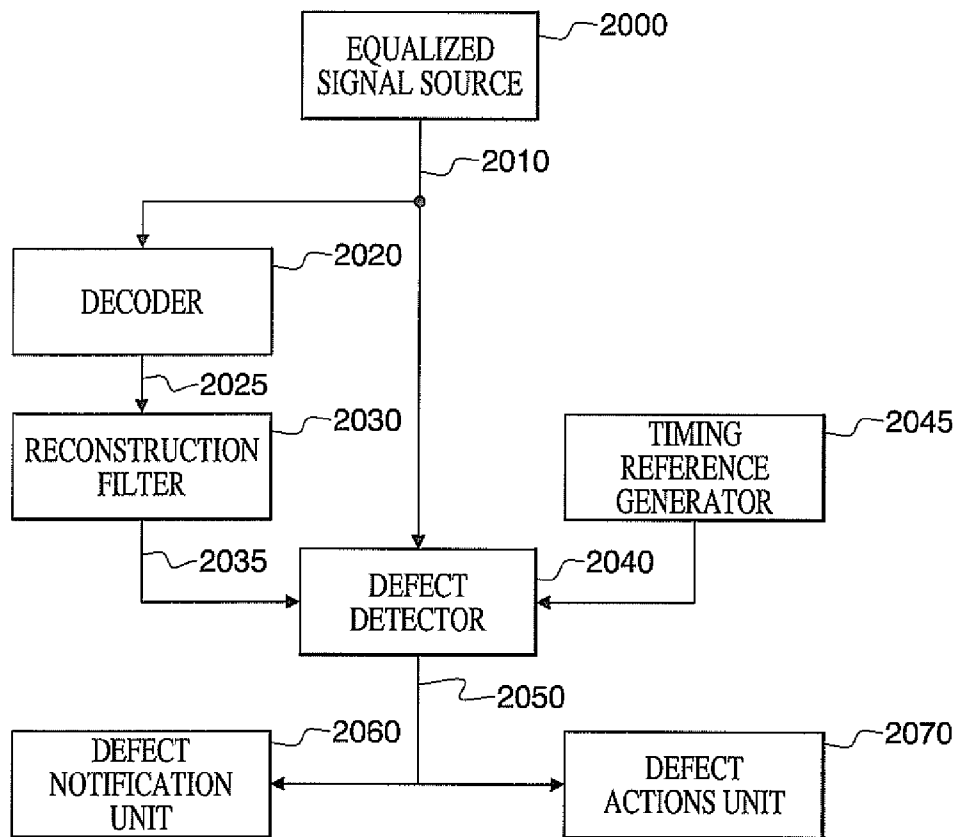 2000
EQUALIZED
SIGNAL SOURCE
2010
2020
DECODER
2025
2030
RECONSTRUCTION
FILTER
2045
TIMING
REFERENCE
GENERATOR
2035
2040
DEFECT
DETECTOR
2050
2060
DEFECT
NOTIFICATION
UNIT
2070
DEFECT
ACTIONS UNIT